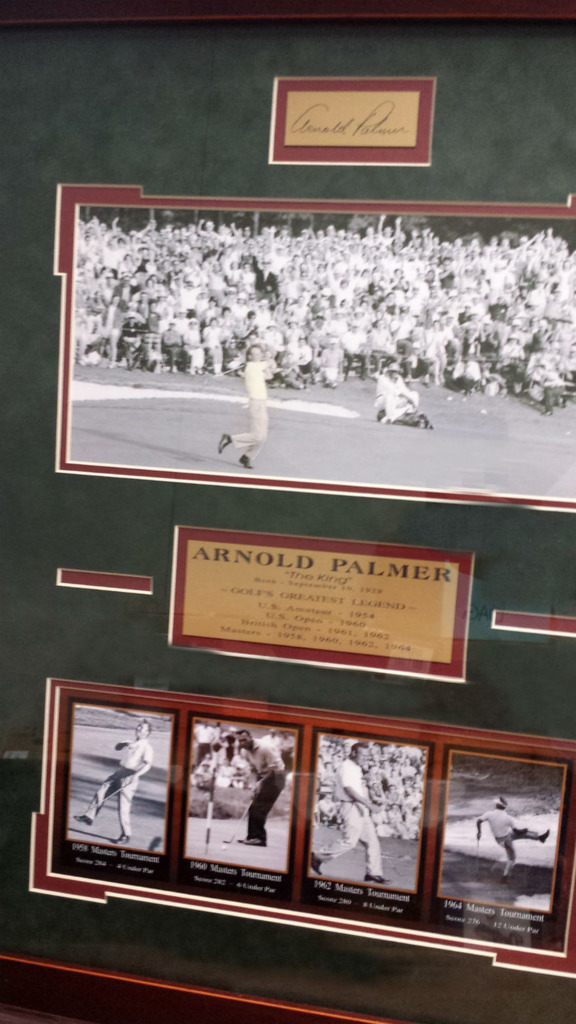 Arnold Palmer
ARNOLD PALMER
"The King"
Born - September 10, 1929
~GOLF'S GREATEST LEGEND~
U.S. Amateur - 1954
U.S. Open - 1960
British Open - 1961, 1962
Masters - 1958, 1960, 1962, 1964
1958 Masters Tournament
Score 284 - 4 Under Par
1960 Masters Tournament
Score 282 - 6 Under Par
1962 Masters Tournament
Score 280 - 8 Under Par
1964 Masters Tournament
Score 276 12 Under Par